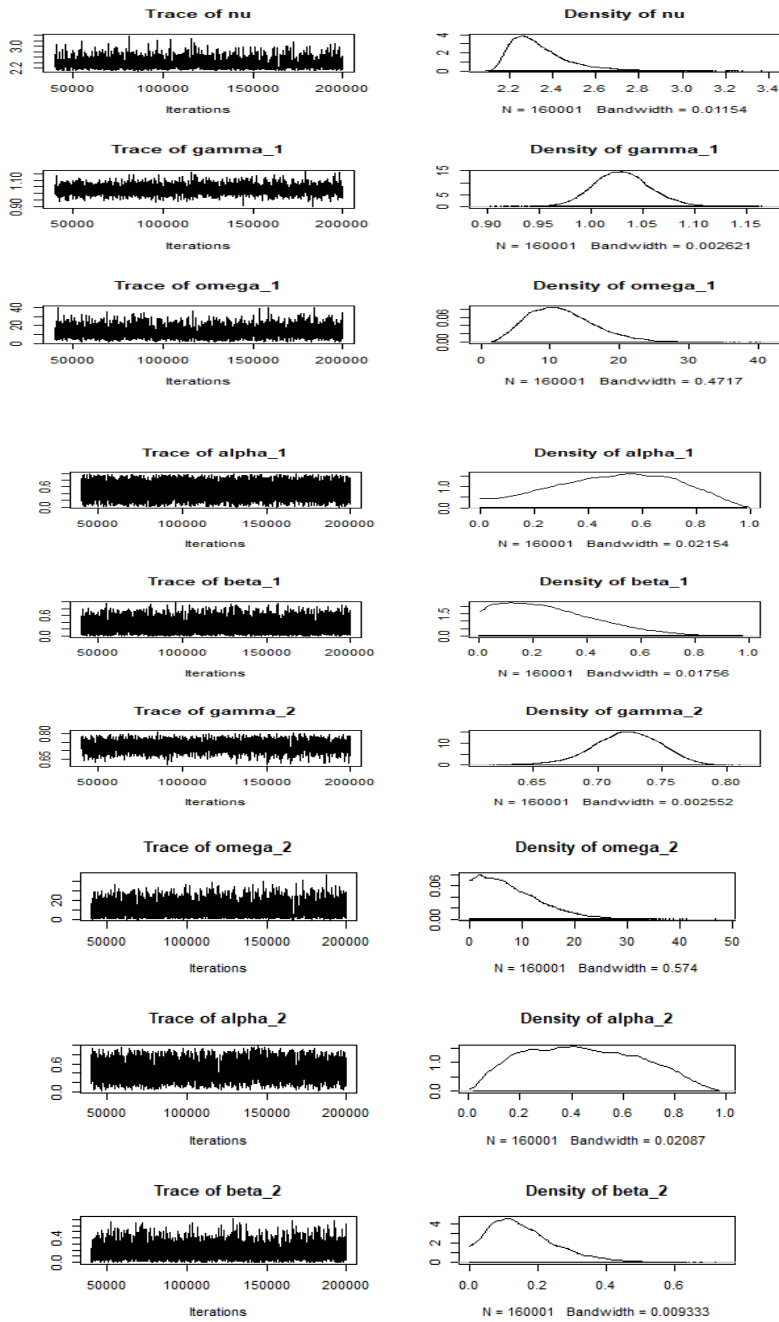 Trace of nu
2.2 3.0
50000 100000 150000 200000
Iterations
Density of nu
0 2 4
2.2 2.4 2.6 2.8 3.0 3.2 3.4
N = 160001 Bandwidth = 0.01154
Trace of gamma_1
0.90 1.10
50000 100000 150000 200000
Iterations
Density of gamma_1
0 5 15
0.90 0.95 1.00 1.05 1.10 1.15
N = 160001 Bandwidth = 0.002621
Trace of omega_1
0 20 40
50000 100000 150000 200000
Iterations
Density of omega_1
0.00 0.06
0 10 20 30 40
N = 160001 Bandwidth = 0.4717
Trace of alpha_1
0.0 0.6
50000 100000 150000 200000
Iterations
Density of alpha_1
0.0 1.0
0.0 0.2 0.4 0.6 0.8 1.0
N = 160001 Bandwidth = 0.02154
Trace of beta_1
0.0 0.6
50000 100000 150000 200000
Iterations
Density of beta_1
0.0 1.5
0.0 0.2 0.4 0.6 0.8 1.0
N = 160001 Bandwidth = 0.01756
Trace of gamma_2
0.65 0.80
50000 100000 150000 200000
Iterations
Density of gamma_2
0 10
0.65 0.70 0.75 0.80
N = 160001 Bandwidth = 0.002552
Trace of omega_2
0 20
50000 100000 150000 200000
Iterations
Density of omega_2
0.00 0.06
0 10 20 30 40 50
N = 160001 Bandwidth = 0.574
Trace of alpha_2
0.0 0.6
50000 100000 150000 200000
Iterations
Density of alpha_2
0.0 1.0
0.0 0.2 0.4 0.6 0.8 1.0
N = 160001 Bandwidth = 0.02087
Trace of beta_2
0.0 0.4
50000 100000 150000 200000
Iterations
Density of beta_2
0 2 4
0.0 0.2 0.4 0.6
N = 160001 Bandwidth = 0.009333